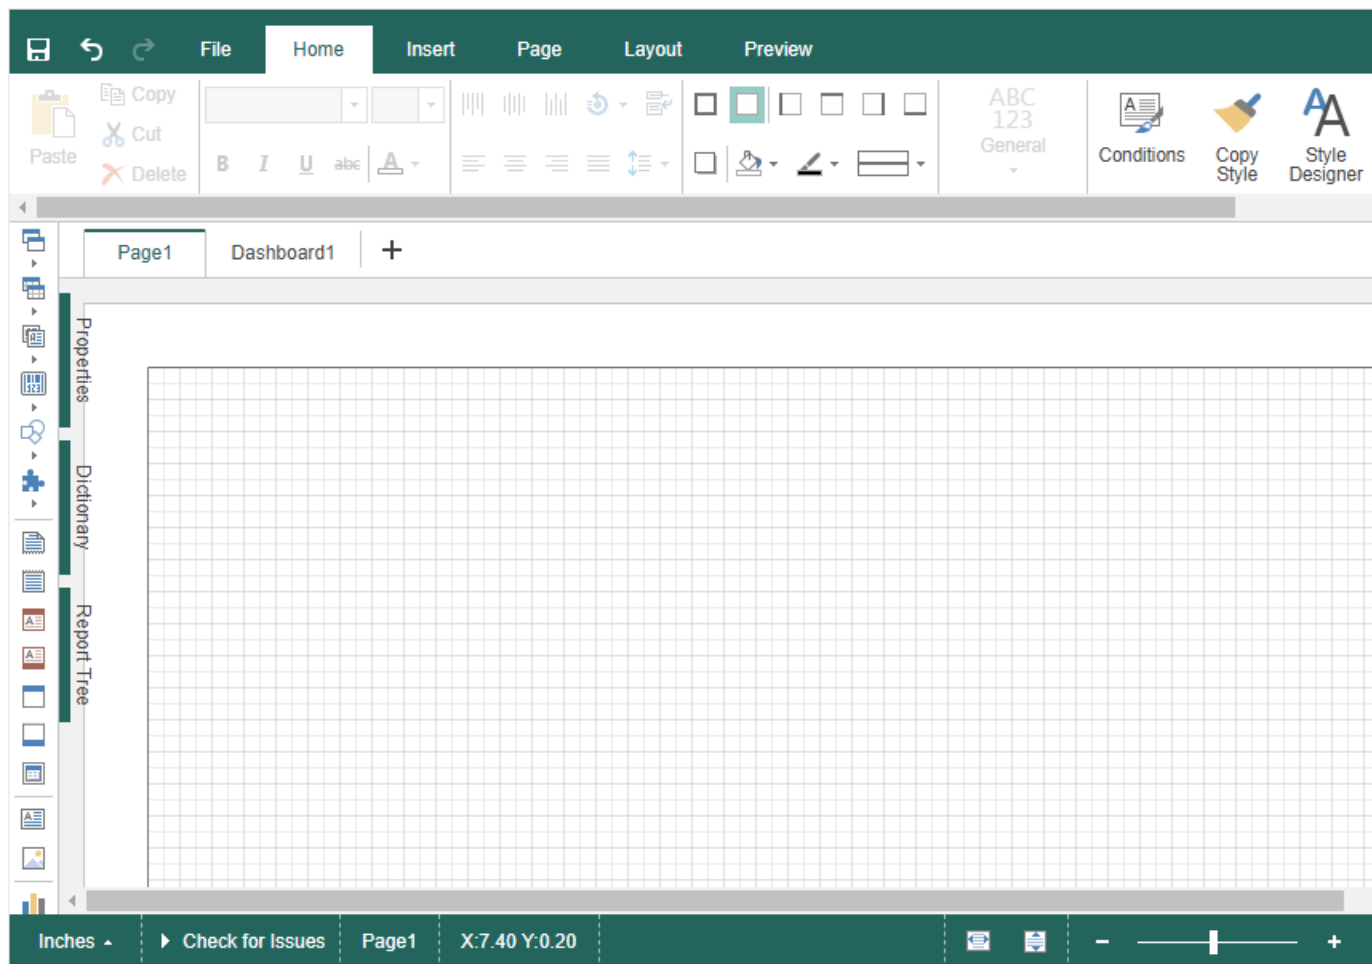 File Home Insert Page Layout Preview
Copy
Cut
Paste
Delete
B I U abc A
ABC
123
General
Conditions
Copy
Style
Style
Designer
Page1 Dashboard1 +
Properties
Dictionary
Report Tree
Inches Check for Issues Page1 X:7.40 Y:0.20